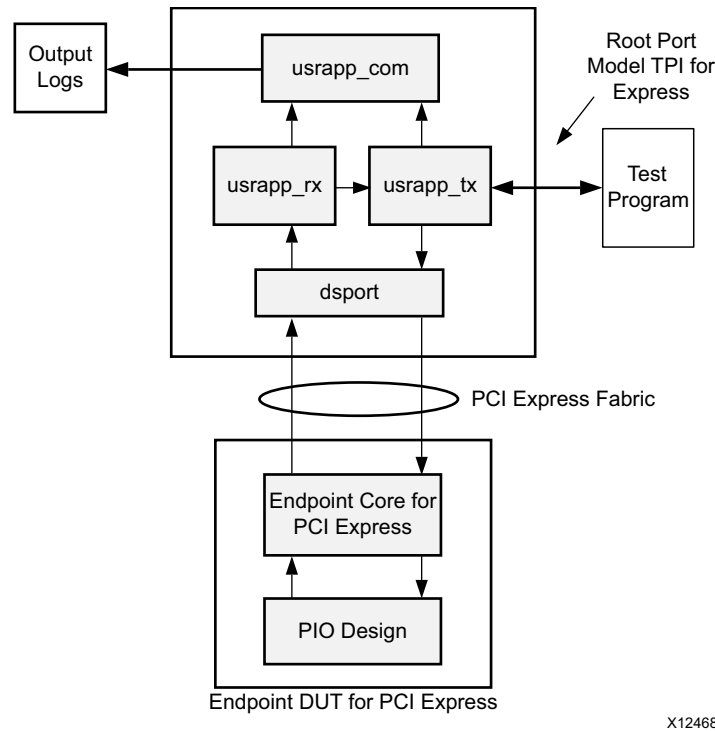 Output
Logs
usrapp_com
Root Port
Model TPI for
Express
usrapp_rx
usrapp_tx
Test
Program
dsport
PCI Express Fabric
Endpoint Core for
PCI Express
PIO Design
Endpoint DUT for PCI Express
X12468